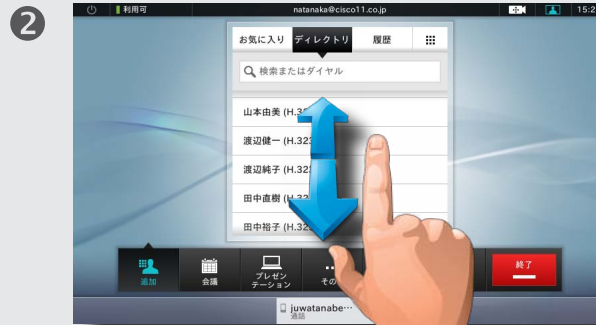 2
利用可
natanaka@cisco11.co.jp
15:2
お気に入り ディレクトリ 履歴
検索またはダイヤル
山本由美 (H.32
渡辺健一 (H.323
渡辺純子 (H.32
田中直樹 (H.32
田中裕子 (H.323
追加
会議
プレゼン
テーション
その
終了
juwatanabe…
通話